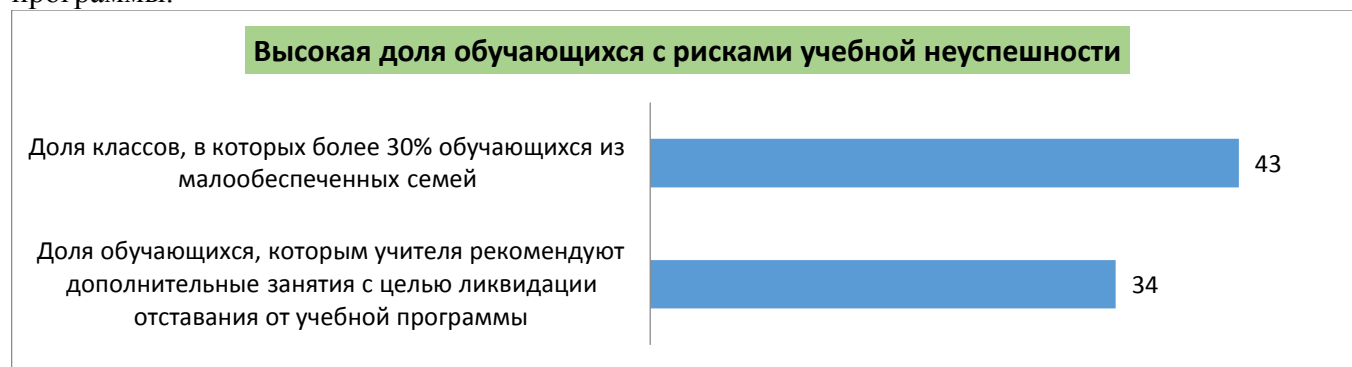 программы.
Высокая доля обучающихся с рисками учебной неуспешности
Доля классов, в которых более 30% обучающихся из
малообеспеченных семей
43
Доля обучающихся, которым учителя рекомендуют
дополнительные занятия с целью ликвидации
отставания от учебной программы
34